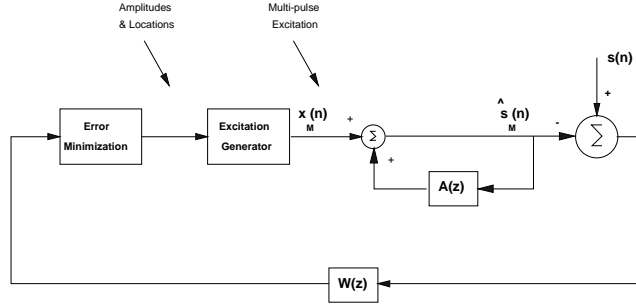 Amplitudes
& Locations
Multi-pulse
Excitation
s(n)
+
Error
Minimization
Excitation
Generator
x (n)
M
+
Σ
+
^
s (n)
M
-
Σ
A(z)
W(z)